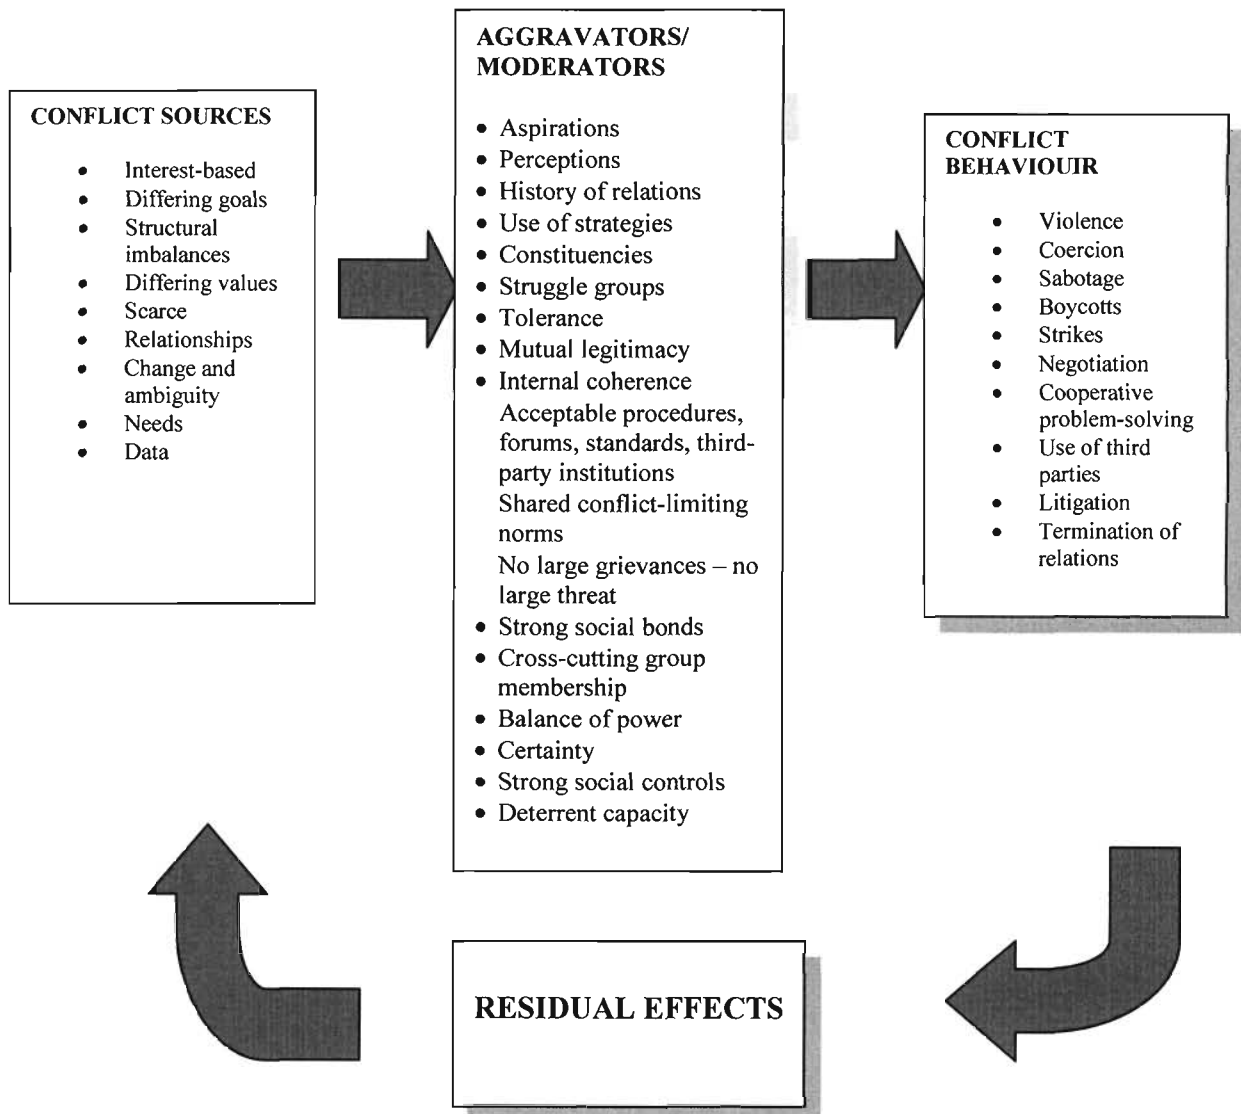 CONFLICT SOURCES
• Interest-based
• Differing goals
• Structural
imbalances
• Differing values
• Scarce
• Relationships
• Change and
ambiguity
• Needs
• Data
AGGRAVATORS/
MODERATORS
• Aspirations
• Perceptions
• History of relations
• Use of strategies
• Constituencies
• Struggle groups
• Tolerance
• Mutual legitimacy
• Internal coherence
Acceptable procedures,
forums, standards, third-
party institutions
Shared conflict-limiting
norms
No large grievances – no
large threat
• Strong social bonds
• Cross-cutting group
membership
• Balance of power
• Certainty
• Strong social controls
• Deterrent capacity
CONFLICT
BEHAVIOUIR
• Violence
• Coercion
• Sabotage
• Boycotts
• Strikes
• Negotiation
• Cooperative
problem-solving
• Use of third
parties
• Litigation
• Termination of
relations
RESIDUAL EFFECTS